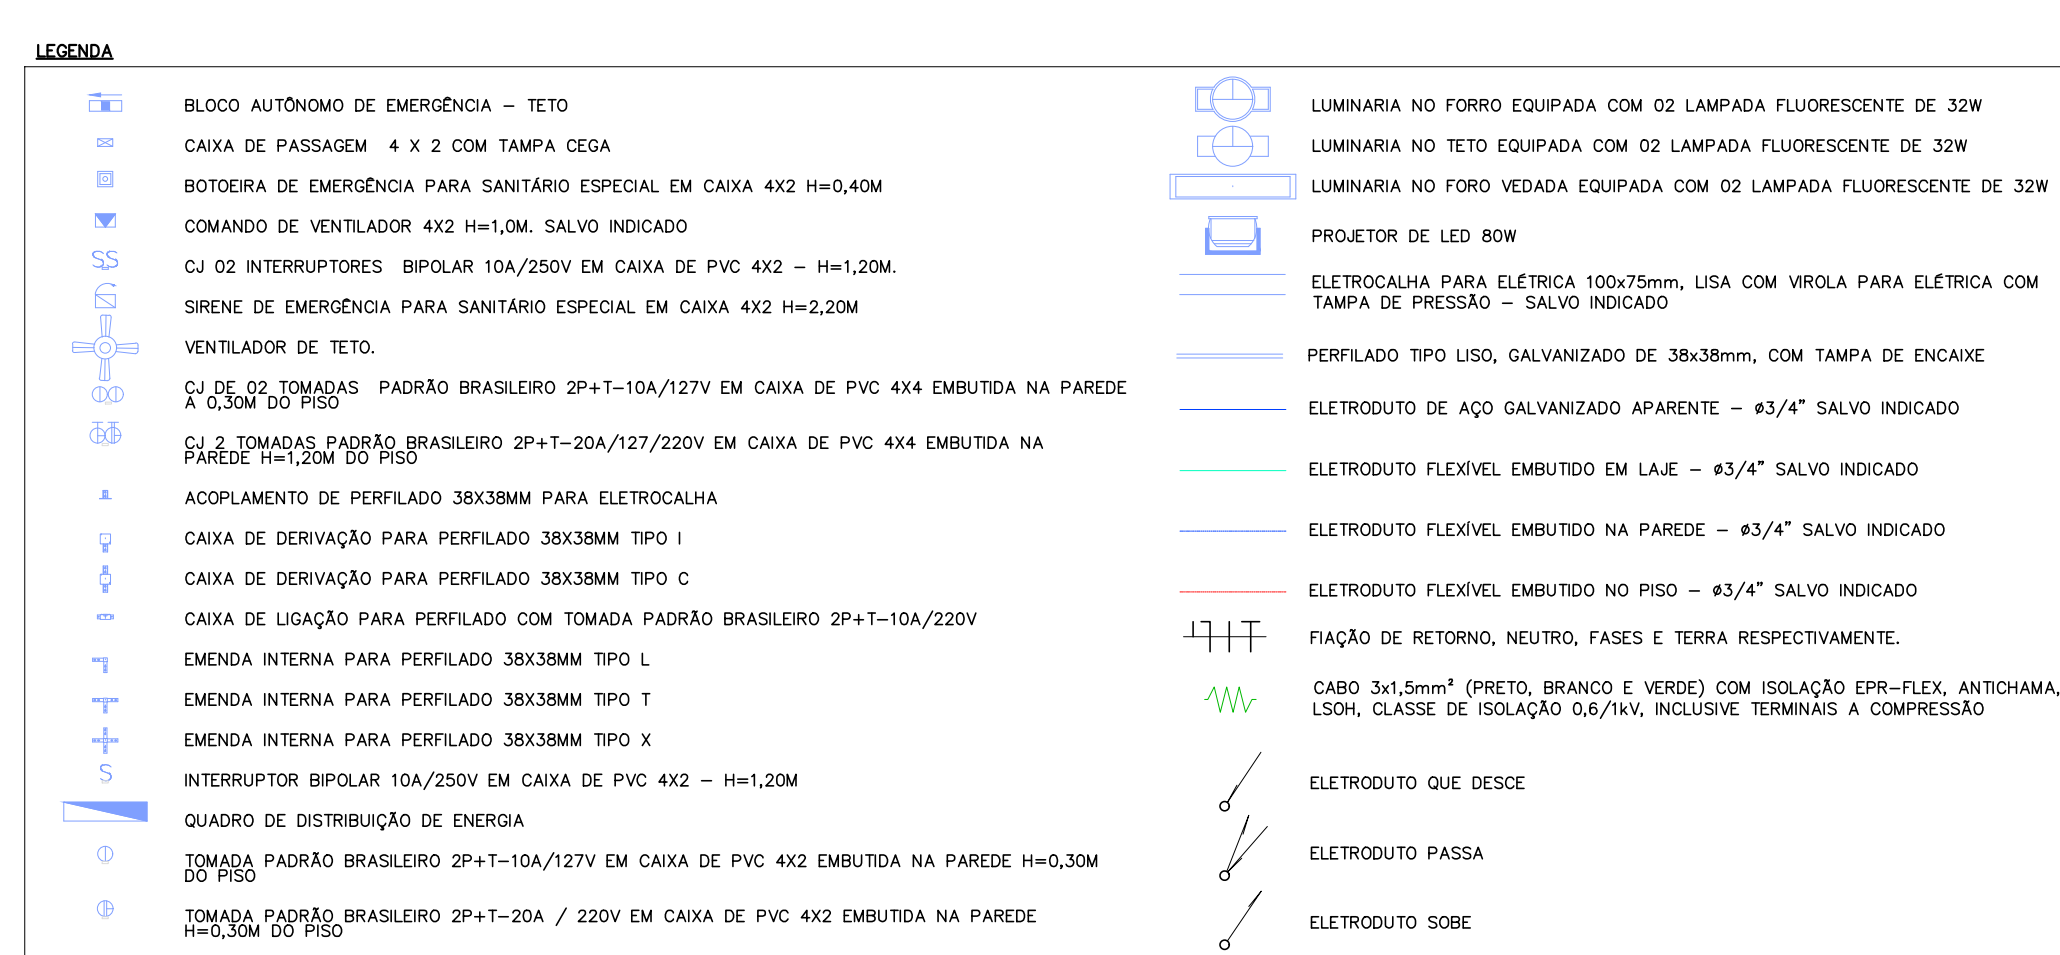 LEGENDA
BLOCO AUTÔNOMO DE EMERGÊNCIA – TETO
CAIXA DE PASSAGEM 4 X 2 COM TAMPA CEGA
BOTOEIRA DE EMERGÊNCIA PARA SANITÁRIO ESPECIAL EM CAIXA 4X2 H=0,40M
COMANDO DE VENTILADOR 4X2 H=1,0M. SALVO INDICADO
SS
CJ 02 INTERRUPTORES BIPOLAR 10A/250V EM CAIXA DE PVC 4X2 – H=1,20M.
SIRENE DE EMERGÊNCIA PARA SANITÁRIO ESPECIAL EM CAIXA 4X2 H=2,20M
VENTILADOR DE TETO.
CJ DE 02 TOMADAS PADRÃO BRASILEIRO 2P+T–10A/127V EM CAIXA DE PVC 4X4 EMBUTIDA NA PAREDE
A 0,30M DO PISO
CJ 2 TOMADAS PADRÃO BRASILEIRO 2P+T–20A/127/220V EM CAIXA DE PVC 4X4 EMBUTIDA NA
PAREDE H=1,20M DO PISO
ACOPLAMENTO DE PERFILADO 38X38MM PARA ELETROCALHA
CAIXA DE DERIVAÇÃO PARA PERFILADO 38X38MM TIPO I
CAIXA DE DERIVAÇÃO PARA PERFILADO 38X38MM TIPO C
CAIXA DE LIGAÇÃO PARA PERFILADO COM TOMADA PADRÃO BRASILEIRO 2P+T–10A/220V
EMENDA INTERNA PARA PERFILADO 38X38MM TIPO L
EMENDA INTERNA PARA PERFILADO 38X38MM TIPO T
EMENDA INTERNA PARA PERFILADO 38X38MM TIPO X
S
INTERRUPTOR BIPOLAR 10A/250V EM CAIXA DE PVC 4X2 – H=1,20M
QUADRO DE DISTRIBUIÇÃO DE ENERGIA
TOMADA PADRÃO BRASILEIRO 2P+T–10A/127V EM CAIXA DE PVC 4X2 EMBUTIDA NA PAREDE H=0,30M
DO PISO
TOMADA PADRÃO BRASILEIRO 2P+T–20A / 220V EM CAIXA DE PVC 4X2 EMBUTIDA NA PAREDE
H=0,30M DO PISO
LUMINARIA NO FORRO EQUIPADA COM 02 LAMPADA FLUORESCENTE DE 32W
LUMINARIA NO TETO EQUIPADA COM 02 LAMPADA FLUORESCENTE DE 32W
LUMINARIA NO FORO VEDADA EQUIPADA COM 02 LAMPADA FLUORESCENTE DE 32W
PROJETOR DE LED 80W
ELETROCALHA PARA ELÉTRICA 100x75mm, LISA COM VIROLA PARA ELÉTRICA COM
TAMPA DE PRESSÃO – SALVO INDICADO
PERFILADO TIPO LISO, GALVANIZADO DE 38x38mm, COM TAMPA DE ENCAIXE
ELETRODUTO DE AÇO GALVANIZADO APARENTE – ø3/4" SALVO INDICADO
ELETRODUTO FLEXÍVEL EMBUTIDO EM LAJE – ø3/4" SALVO INDICADO
ELETRODUTO FLEXÍVEL EMBUTIDO NA PAREDE – ø3/4" SALVO INDICADO
ELETRODUTO FLEXÍVEL EMBUTIDO NO PISO – ø3/4" SALVO INDICADO
FIAÇÃO DE RETORNO, NEUTRO, FASES E TERRA RESPECTIVAMENTE.
CABO 3x1,5mm² (PRETO, BRANCO E VERDE) COM ISOLAÇÃO EPR–FLEX, ANTICHAMA,
LSOH, CLASSE DE ISOLAÇÃO 0,6/1kV, INCLUSIVE TERMINAIS A COMPRESSÃO
ELETRODUTO QUE DESCE
ELETRODUTO PASSA
ELETRODUTO SOBE